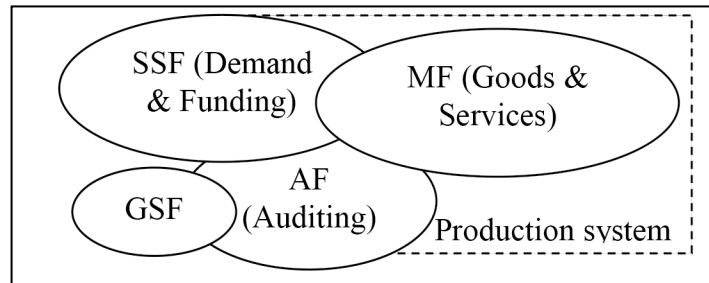 SSF (Demand
& Funding)
MF (Goods &
Services)
AF
(Auditing)
GSF
Production system